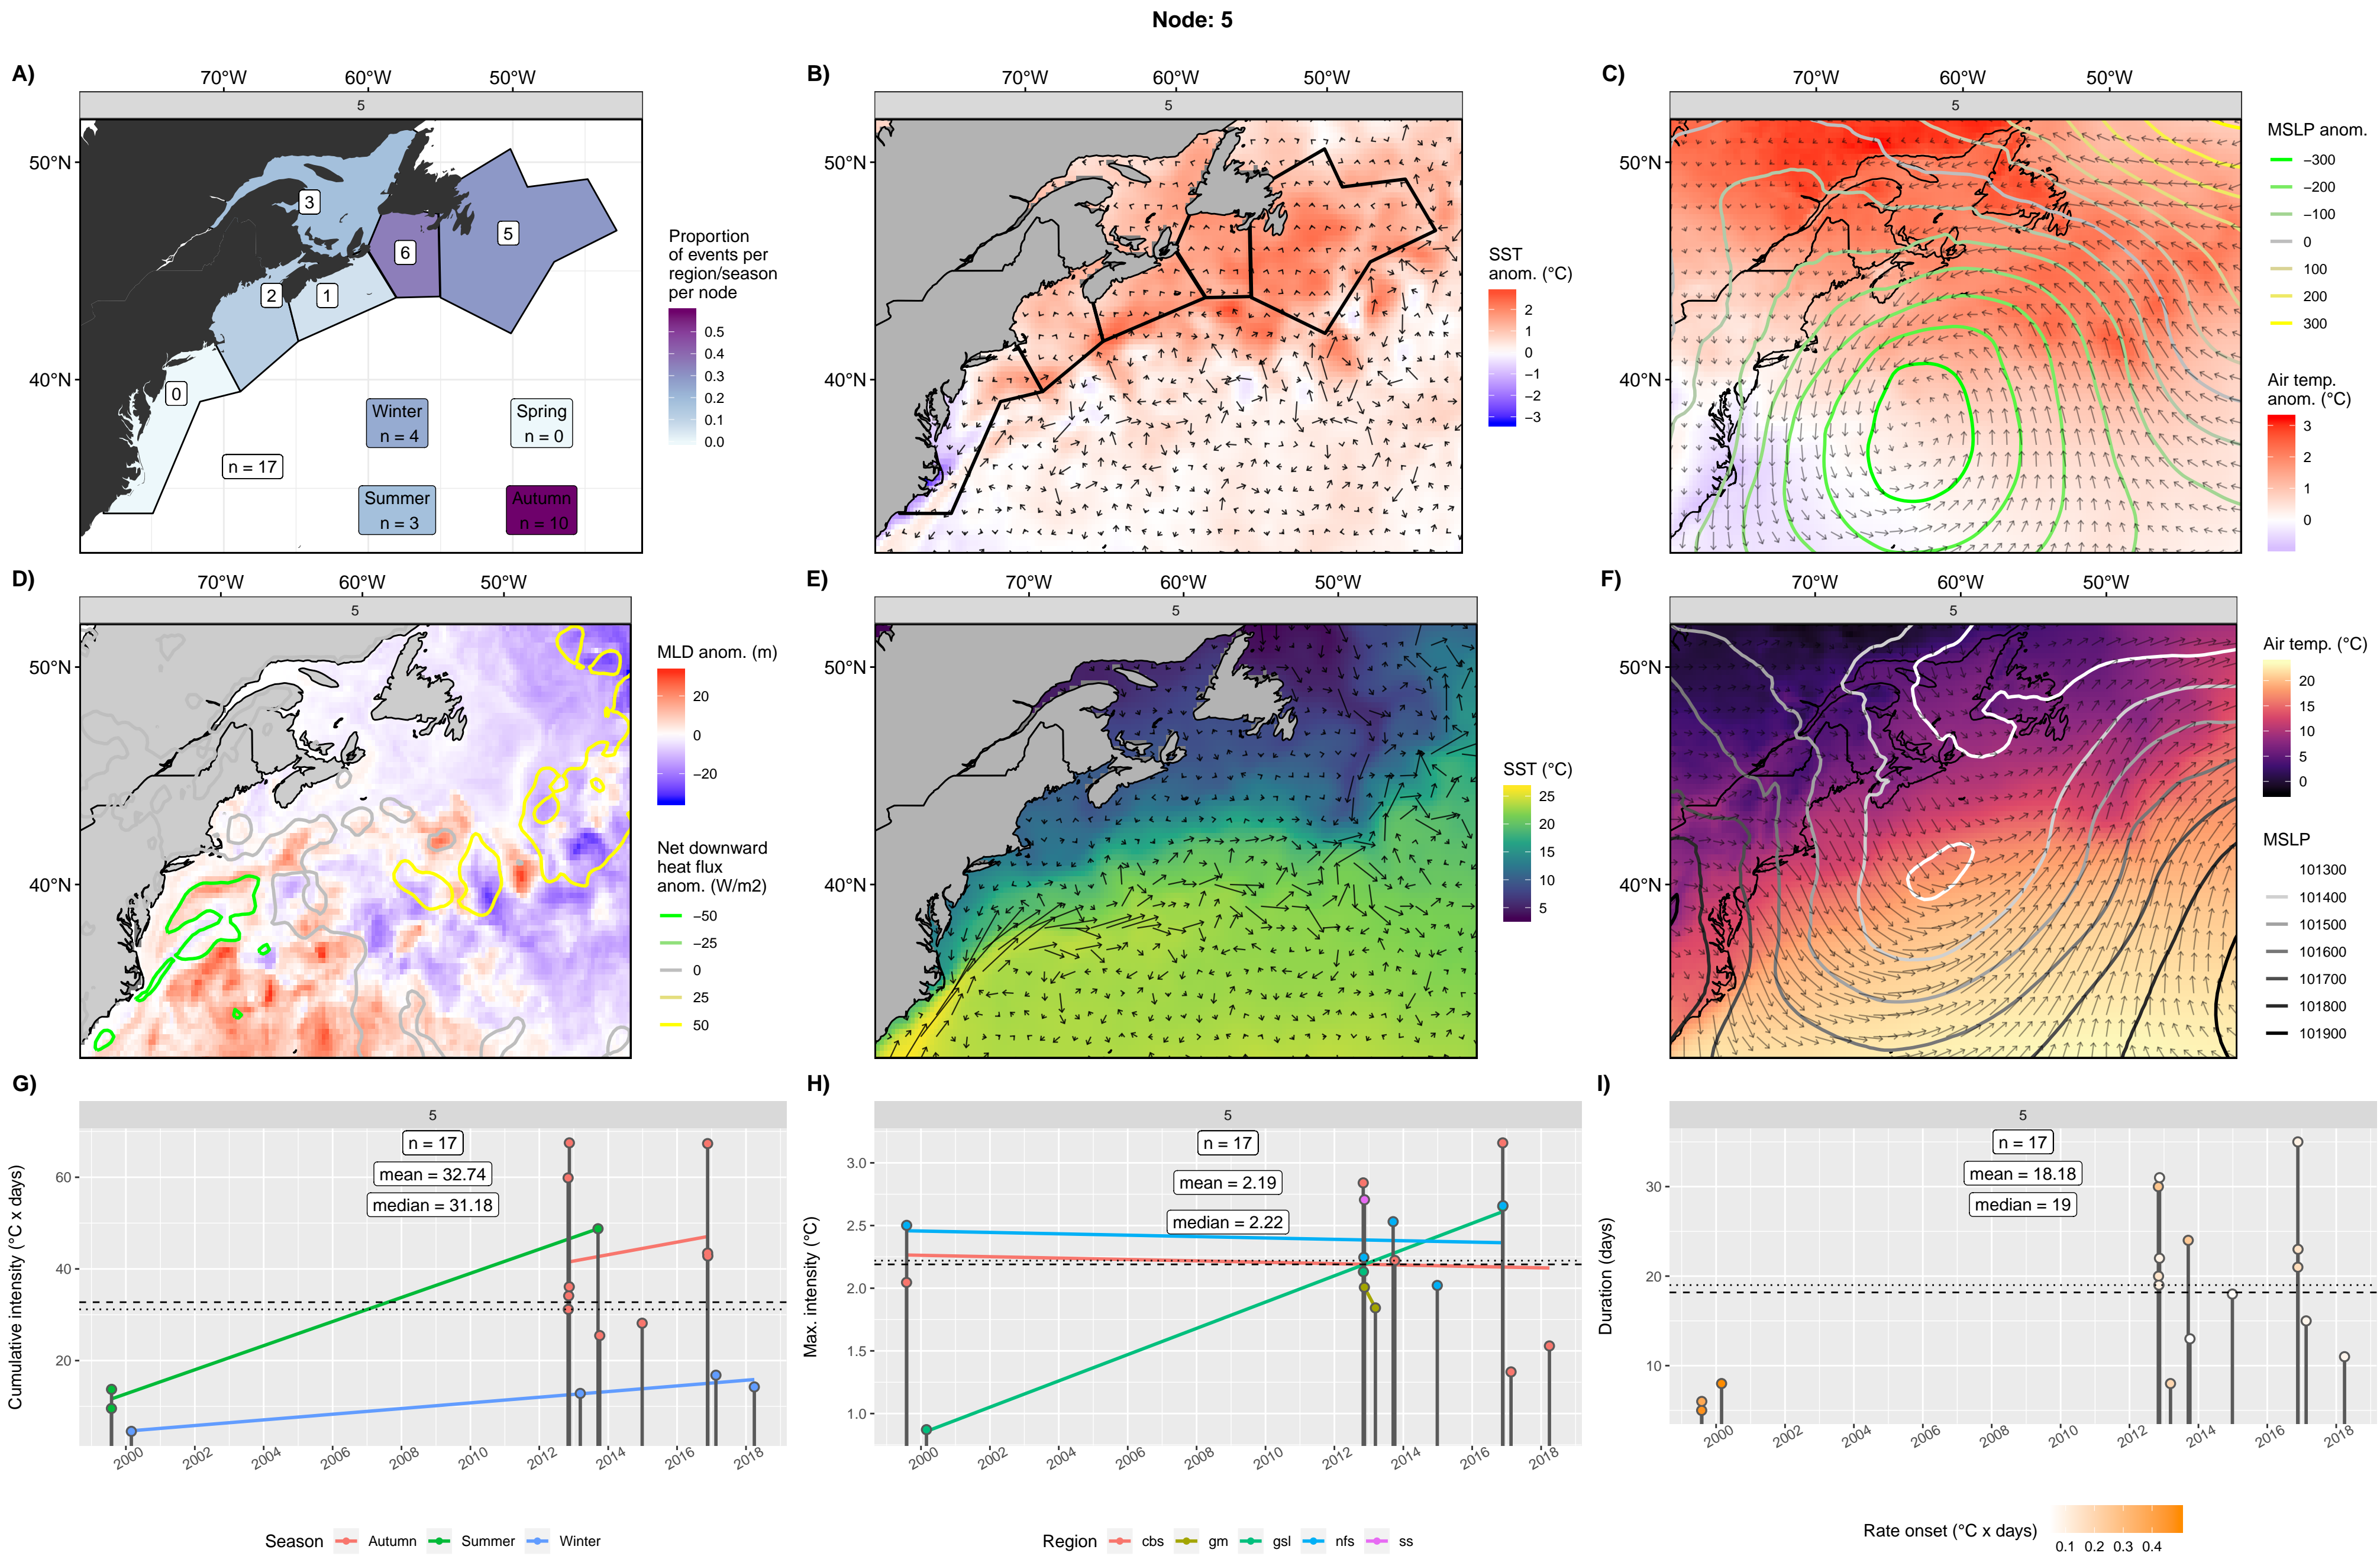 Node: 5
A)
70°W 60°W 50°W
5
50°N
40°N
3
6
5
2
1
0
n = 17
Winter
n = 4
Spring
n = 0
Summer
n = 3
Autumn
n = 10
Proportion
of events per
region/season
per node
0.5
0.4
0.3
0.2
0.1
0.0
B)
70°W 60°W 50°W
5
50°N
40°N
SST
anom. (°C)
2
1
0
−1
−2
−3
C)
70°W 60°W 50°W
5
50°N
40°N
MSLP anom.
−300
−200
−100
0
100
200
300
Air temp.
anom. (°C)
3
2
1
0
D)
70°W 60°W 50°W
5
50°N
40°N
MLD anom. (m)
20
0
−20
Net downward
heat flux
anom. (W/m2)
−50
−25
0
25
50
E)
70°W 60°W 50°W
5
50°N
40°N
SST (°C)
25
20
15
10
5
F)
70°W 60°W 50°W
5
50°N
40°N
Air temp. (°C)
20
15
10
5
0
MSLP
101300
101400
101500
101600
101700
101800
101900
G)
5
n = 17
mean = 32.74
median = 31.18
Cumulative intensity (°C x days)
60
40
20
2000 2002 2004 2006 2008 2010 2012 2014 2016 2018
Season Autumn Summer Winter
H)
5
n = 17
mean = 2.19
median = 2.22
Max. intensity (°C)
3.0
2.5
2.0
1.5
1.0
2000 2002 2004 2006 2008 2010 2012 2014 2016 2018
Region cbs gm gsl nfs ss
I)
5
n = 17
mean = 18.18
median = 19
Duration (days)
30
20
10
2000 2002 2004 2006 2008 2010 2012 2014 2016 2018
Rate onset (°C x days)
0.1 0.2 0.3 0.4